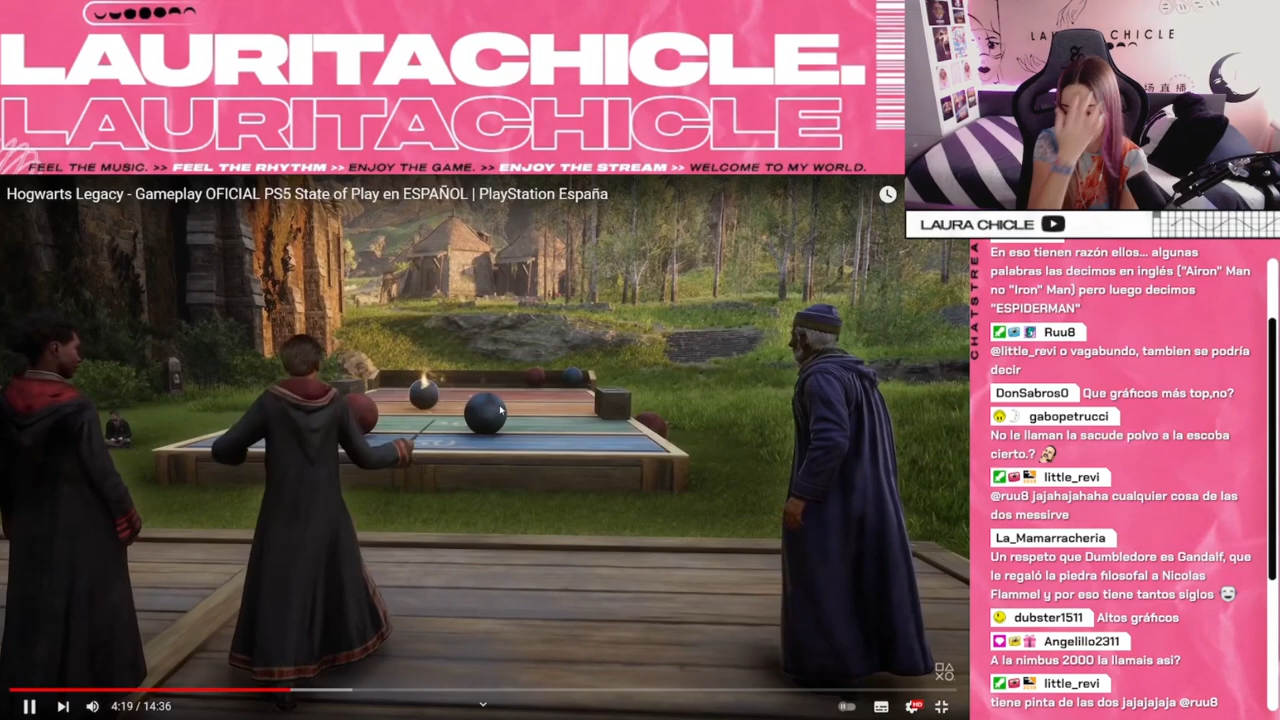 LAURITACHICLE.
LAURITACHICLE
FEEL THE MUSIC. >> FEEL THE RHYTHM >> ENJOY THE GAME. >> ENJOY THE STREAM >> WELCOME TO MY WORLD.
Hogwarts Legacy - Gameplay OFICIAL PS5 State of Play en ESPAÑOL | PlayStation España
LAURA CHICLE
CHATSTREA
En eso tienen razón ellos... algunas
palabras las decimos en inglés ("Airon" Man
no "Iron" Man) pero luego decimos
"ESPIDERMAN"
Ruu8
@little_revi o vagabundo, tambien se podría
decir
DonSabros0 Que gráficos más top,no?
gabopetrucci
No le llaman la sacude polvo a la escoba
cierto.?
little_revi
@ruu8 jajahajahaha cualquier cosa de las
dos messirve
La_Mamarracheria
Un respeto que Dumbledore es Gandalf, que
le regaló la piedra filosofal a Nicolas
Flammel y por eso tiene tantos siglos
dubster1511 Altos gráficos
Angelillo2311
A la nimbus 2000 la llamais asi?
little_revi
tiene pinta de las dos jajajajaja @ruu8
4:19 / 14:36
HD